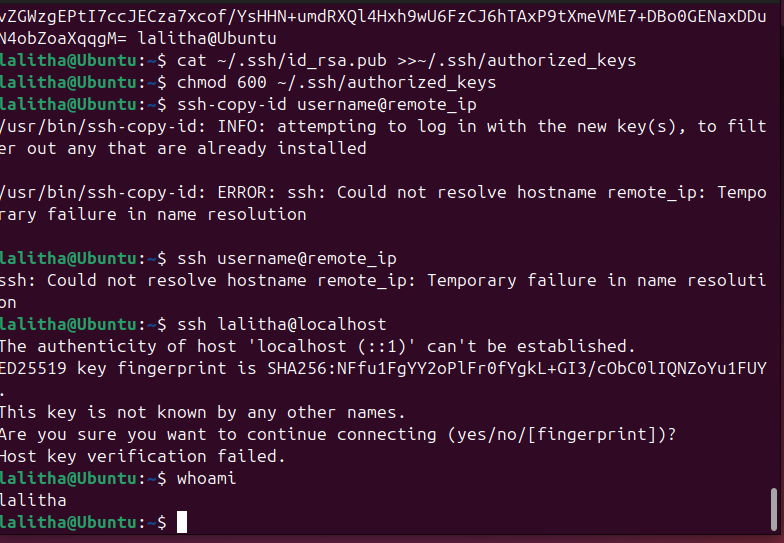 vZGWzgEPtI7ccJECza7xcof/YsHHN+umdRXQl4Hxh9wU6FzCJ6hTAxP9tXmeVME7+DBo0GENaxDDu
N4obZoaXqqgM= lalitha@Ubuntu
lalitha@Ubuntu:~$ cat ~/.ssh/id_rsa.pub >>~/.ssh/authorized_keys
lalitha@Ubuntu:~$ chmod 600 ~/.ssh/authorized_keys
lalitha@Ubuntu:~$ ssh-copy-id username@remote_ip
/usr/bin/ssh-copy-id: INFO: attempting to log in with the new key(s), to filt
er out any that are already installed
/usr/bin/ssh-copy-id: ERROR: ssh: Could not resolve hostname remote_ip: Tempo
rary failure in name resolution
lalitha@Ubuntu:~$ ssh username@remote_ip
ssh: Could not resolve hostname remote_ip: Temporary failure in name resoluti
on
lalitha@Ubuntu:~$ ssh lalitha@localhost
The authenticity of host 'localhost (::1)' can't be established.
ED25519 key fingerprint is SHA256:NFfu1FgYY2oPlFr0fYgkL+GI3/cObC0lIQNZoYu1FUY
.
This key is not known by any other names.
Are you sure you want to continue connecting (yes/no/[fingerprint])?
Host key verification failed.
lalitha@Ubuntu:~$ whoami
lalitha
lalitha@Ubuntu:~$